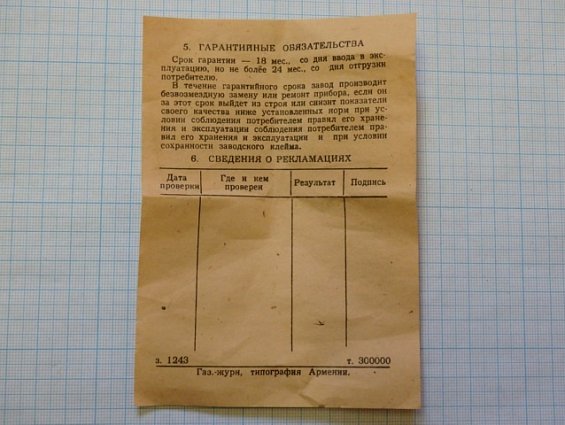 5. ГАРАНТИЙНЫЕ ОБЯЗАТЕЛЬСТВА
Срок гарантии — 18 мес., со дня ввода в экс-
плуатацию, но не более 24 мес., со дня отгрузки
потребителю.
В течение гарантийного срока завод производит
безвозмездную замену или ремонт прибора, если он
за этот срок выйдет из строя или снизит показатели
своего качества ниже установленных норм при ус-
ловии соблюдения потребителем правил его хране-
ния и эксплуатации соблюдения потребителем пра-
вил его хранения и эксплуатации и при условии
сохранности заводского клейма.
6. СВЕДЕНИЯ О РЕКЛАМАЦИЯХ
Дата проверки Где и кем проверен Результат Подпись
з. 1243 т. 300000
Газ.-журн, типография Армении.